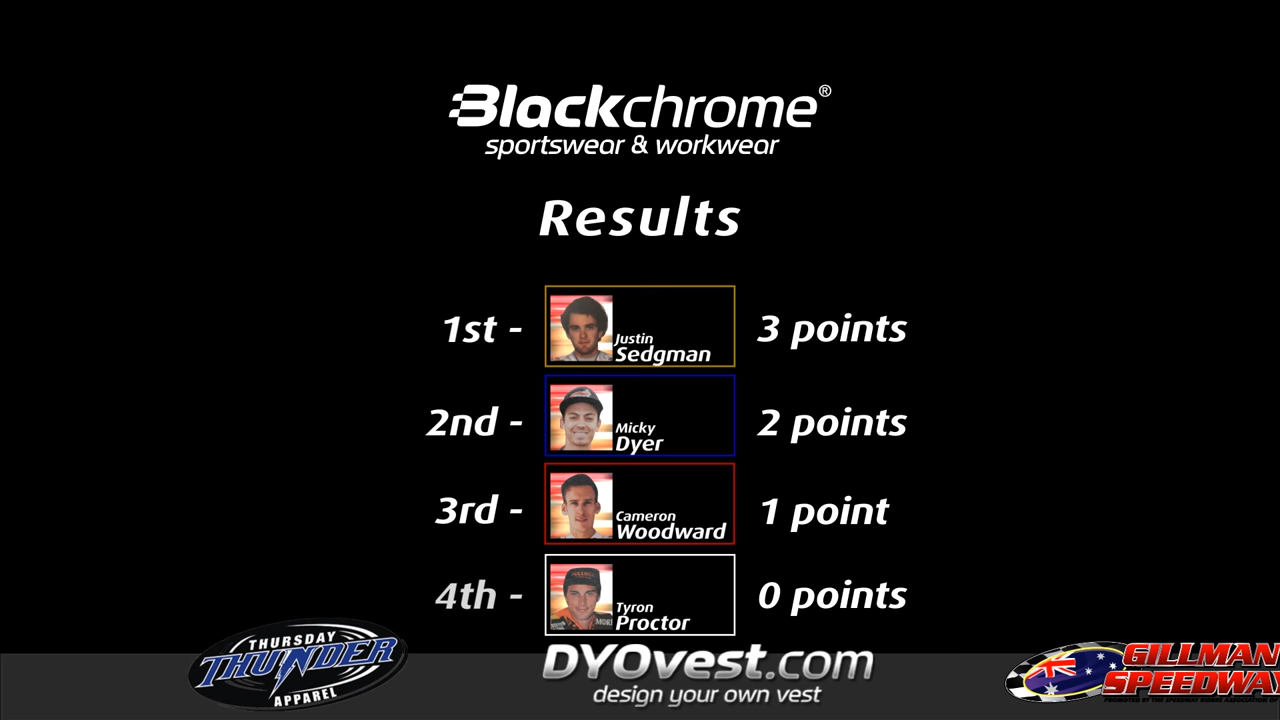 Blackchrome®
sportswear & workwear
Results
1st - Justin Sedgman 3 points
2nd - Micky Dyer 2 points
3rd - Cameron Woodward 1 point
4th - Tyron Proctor 0 points
THURSDAY
THUNDER
APPAREL
DYOvest.com
design your own vest
GILLMAN
SPEEDWAY